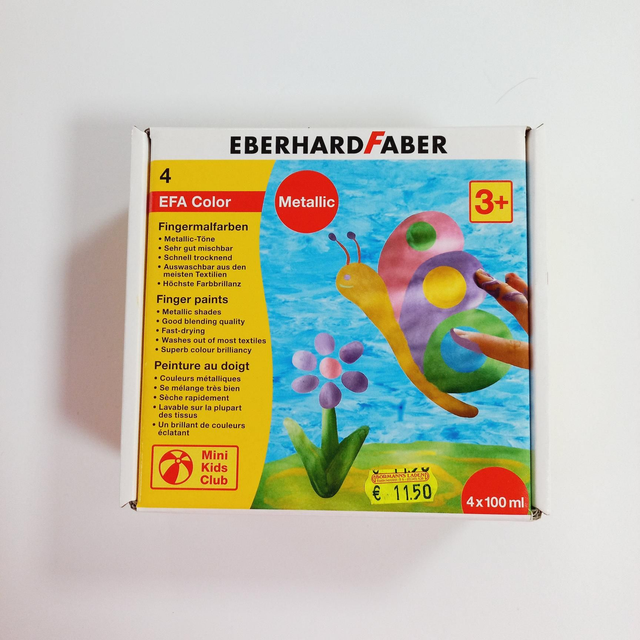 EBERHARDFABER
4
EFA Color
Metallic
3+
Fingermalfarben
• Metallic-Töne
• Sehr gut mischbar
• Schnell trocknend
• Auswaschbar aus den
meisten Textilien
• Höchste Farbbrillanz
Finger paints
• Metallic shades
• Good blending quality
• Fast-drying
• Washes out of most textiles
• Superb colour brilliancy
Peinture au doigt
• Couleurs métalliques
• Se mélange très bien
• Sèche rapidement
• Lavable sur la plupart
des tissus
• Un brillant de couleurs
éclatant
Mini
Kids
Club
€ 11.50
4 x 100 ml